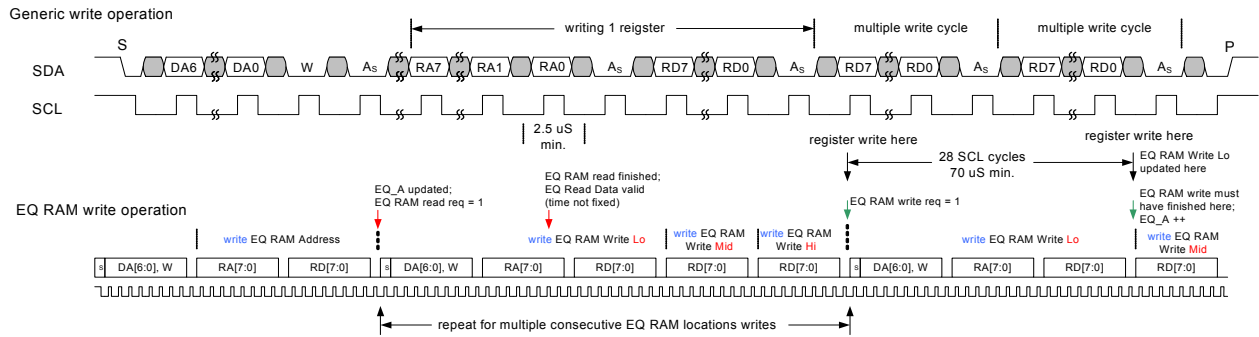 Generic write operation
writing 1 reigster
multiple write cycle
multiple write cycle
S
P
SDA
DA6
DA0
W
As
RA7
RA1
RA0
As
RD7
RD0
As
RD7
RD0
As
RD7
RD0
As
SCL
2.5 uS
min.
register write here
register write here
28 SCL cycles
70 uS min.
EQ RAM Write Lo
updated here
EQ RAM read finished;
EQ Read Data valid
(time not fixed)
EQ_A updated;
EQ RAM read req = 1
EQ RAM write req = 1
EQ RAM write must
have finished here;
EQ_A ++
EQ RAM write operation
write EQ RAM Address
write EQ RAM Write Lo
write EQ RAM
Write Mid
write EQ RAM
Write Hi
write EQ RAM Write Lo
write EQ RAM
Write Mid
s
DA[6:0], W
RA[7:0]
RD[7:0]
s
DA[6:0], W
RA[7:0]
RD[7:0]
RD[7:0]
RD[7:0]
s
DA[6:0], W
RA[7:0]
RD[7:0]
RD[7:0]
repeat for multiple consecutive EQ RAM locations writes